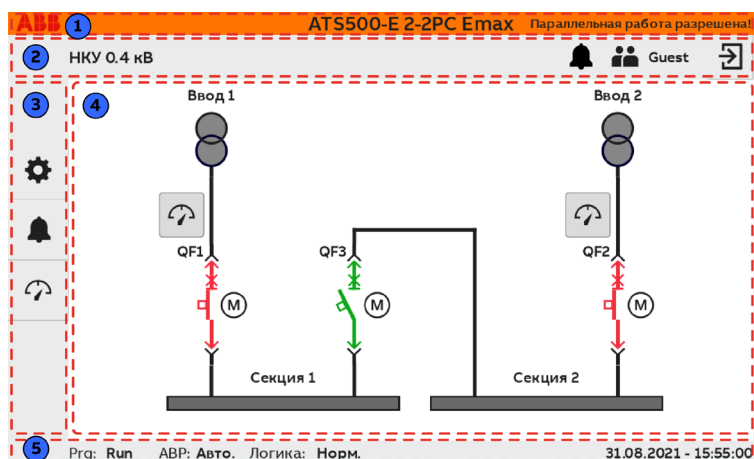 ABB 1 ATS500-E 2-2PC Emax Параллельная работа разрешена!
2 НКУ 0.4 кВ Guest
3 4
Ввод 1 Ввод 2
QF1 QF3 QF2
M M M
Секция 1 Секция 2
5 Prg: Run АВР: Авто. Логика: Норм. 31.08.2021 - 15:55:00